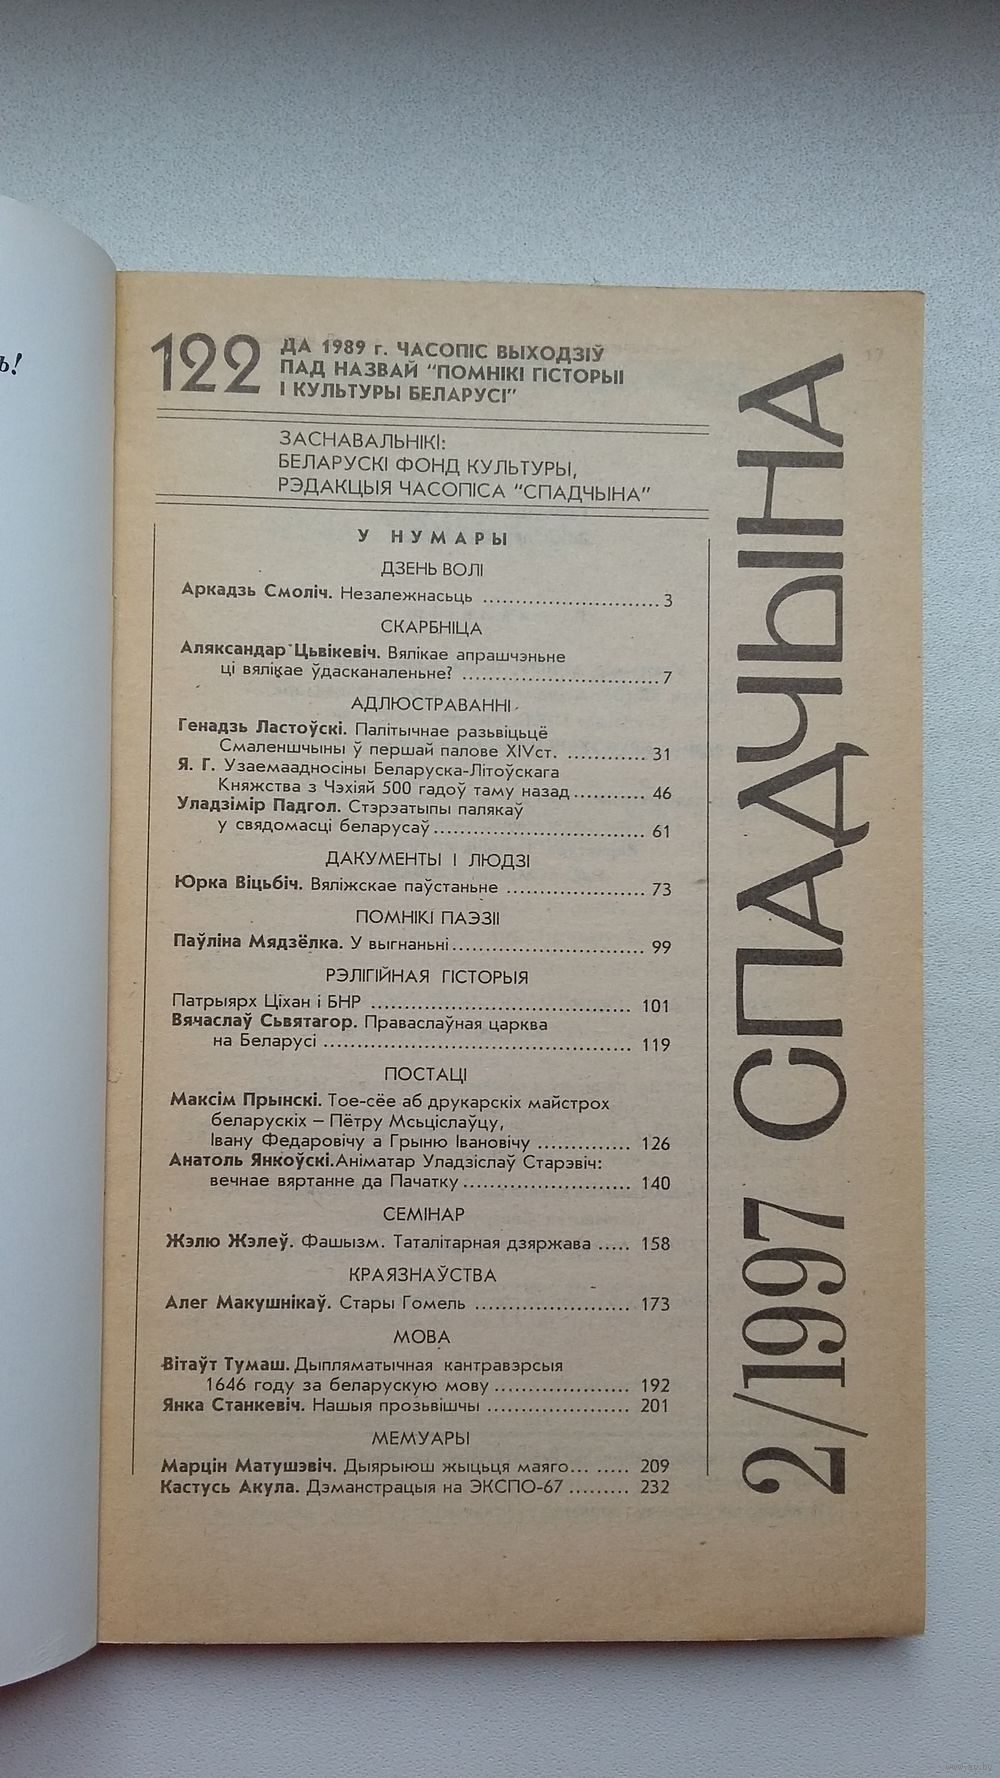 ь!
122
ДА 1989 г. ЧАСОПІС ВЫХОДЗІЎ
ПАД НАЗВАЙ "ПОМНІКІ ГІСТОРЫІ
І КУЛЬТУРЫ БЕЛАРУСІ"
ЗАСНАВАЛЬНІКІ:
БЕЛАРУСКІ ФОНД КУЛЬТУРЫ,
РЭДАКЦЫЯ ЧАСОПІСА "СПАДЧЫНА"
У НУМАРЫ
ДЗЕНЬ ВОЛІ
Аркадзь Смоліч. Незалежнасьць ........................... 3
СКАРБНІЦА
Аляксандар Цьвікевіч. Вялікае апрашчэньне
ці вялікае ўдасканаленьне? .............................. 7
АДЛЮСТРАВАННІ
Генадзь Ластоўскі. Палітычнае разьвіцьцё
Смаленшчыны ў першай палове XIVст. ............ 31
Я. Г. Узаемаадносіны Беларуска-Літоўскага
Княжства з Чэхіяй 500 гадоў таму назад........... 46
Уладзімір Падгол. Стэрэатыпы палякаў
у свядомасці беларусаў................................ 61
ДАКУМЕНТЫ І ЛЮДЗІ
Юрка Віцьбіч. Вяліжскае паўстаньне ..................... 73
ПОМНІКІ ПАЭЗІІ
Паўліна Мядзёлка. У выгнаньні............................. 99
РЭЛІГІЙНАЯ ГІСТОРЫЯ
Патрыярх Ціхан і БНР ....................................... 101
Вячаслаў Сьвятагор. Праваслаўная царква
на Беларусі .............................................. 119
ПОСТАЦІ
Максім Прынскі. Тое-сёе аб друкарскіх майстрох
беларускіх – Пётру Мсьціслаўцу,
Івану Федаровічу а Грыню Івановічу .............. 126
Анатоль Янкоўскі.Аніматар Уладзіслаў Старэвіч:
вечнае вяртанне да Пачатку......................... 140
СЕМІНАР
Жэлю Жэлеў. Фашызм. Таталітарная дзяржава ..... 158
КРАЯЗНАЎСТВА
Алег Макушнікаў. Стары Гомель ........................ 173
МОВА
Вітаўт Тумаш. Дыпляматычная кантравэрсыя
1646 году за беларускую мову..................... 192
Янка Станкевіч. Нашыя прозьвішчы ...................... 201
МЕМУАРЫ
Марцін Матушэвіч. Дыярыюш жыцьця маяго... ..... 209
Кастусь Акула. Дэманстрацыя на ЭКСПО-67 ......... 232
2/1997 СПАДЧЫНА